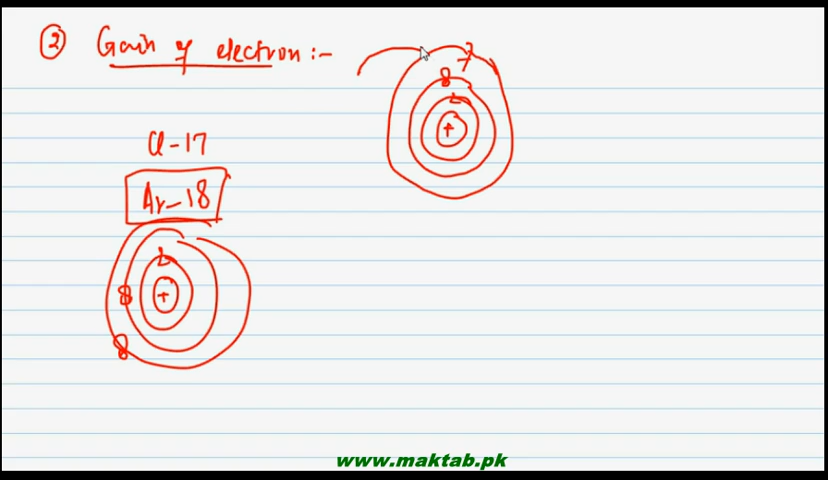 ② Gain of electron :-
Cl-17
Ar-18
+
2
8
8
+
2
8
7
www.maktab.pk